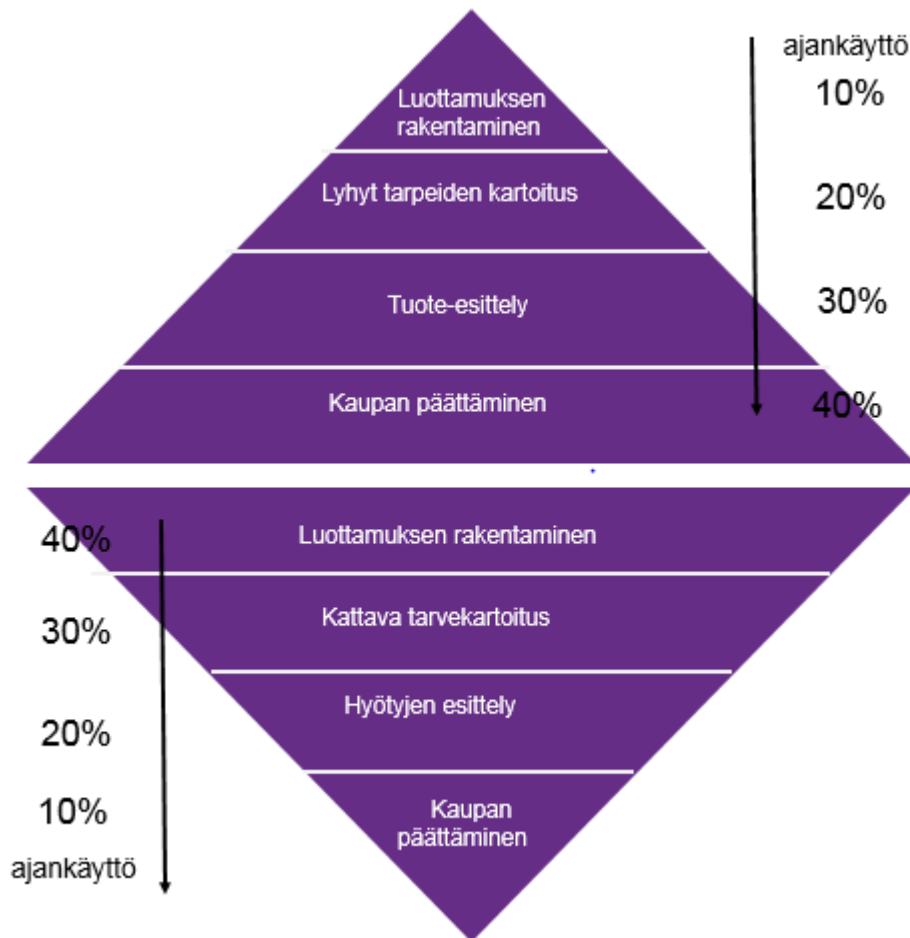 ajankäyttö
10%
Luottamuksen
rakentaminen
Lyhyt tarpeiden kartoitus
20%
Tuote-esittely
30%
Kaupan päättäminen
40%
Luottamuksen rakentaminen
40%
Kattava tarvekartoitus
30%
Hyötyjen esittely
20%
Kaupan
päättäminen
10%
ajankäyttö